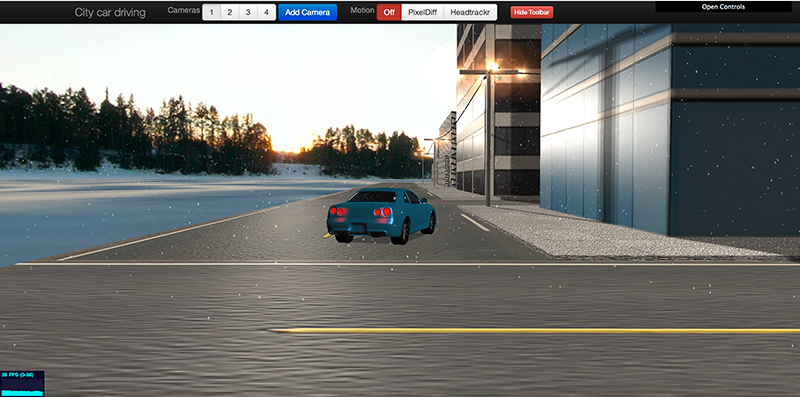 City car driving Cameras 1 2 3 4 Add Camera Motion Off PixelDiff Headtrackr Hide Toolbar Open Controls
28 FPS (0-38)